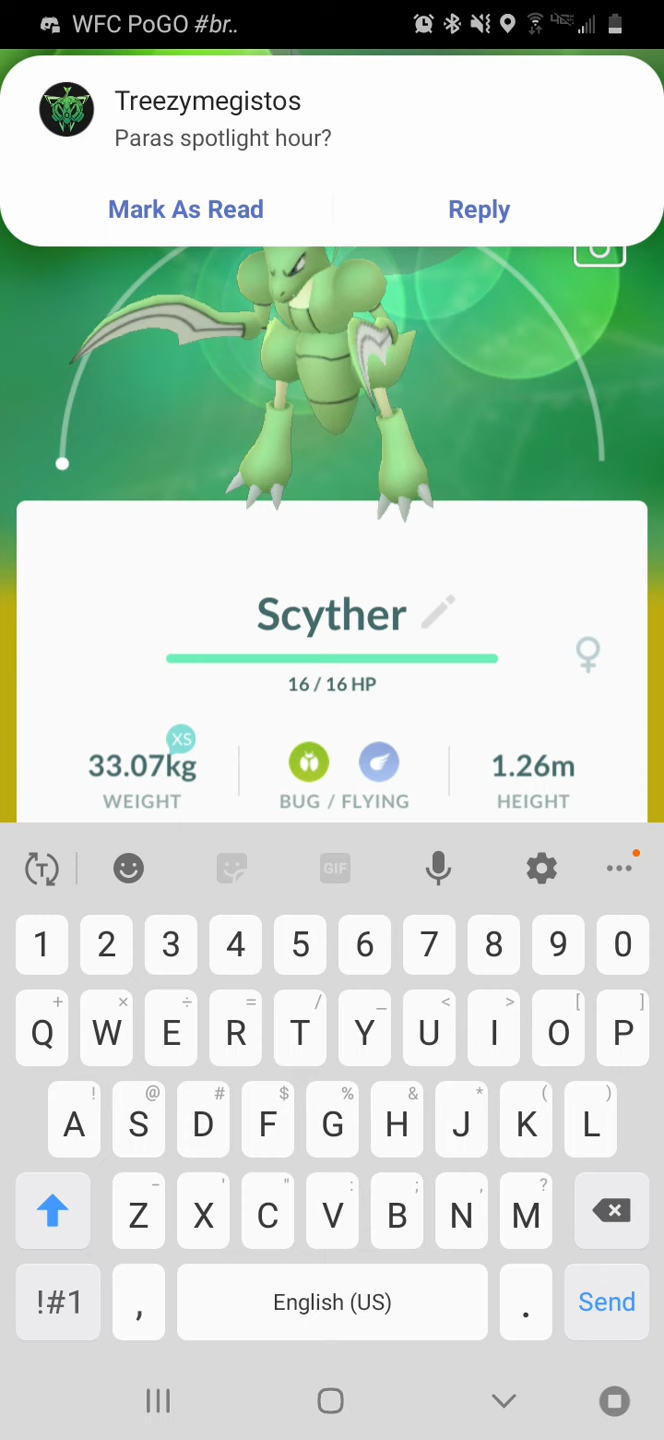 WFC PoGO #br..
Treezymegistos
Paras spotlight hour?
Mark As Read Reply
Scyther
16 / 16 HP
XS
33.07kg 1.26m
WEIGHT BUG / FLYING HEIGHT
T GIF
1 2 3 4 5 6 7 8 9 0
+ × ÷ = / _ < > [ ]
Q W E R T Y U I O P
! @ # $ % & * ( )
A S D F G H J K L
- ' " : ; , ?
Z X C V B N M
!#1 , English (US) . Send